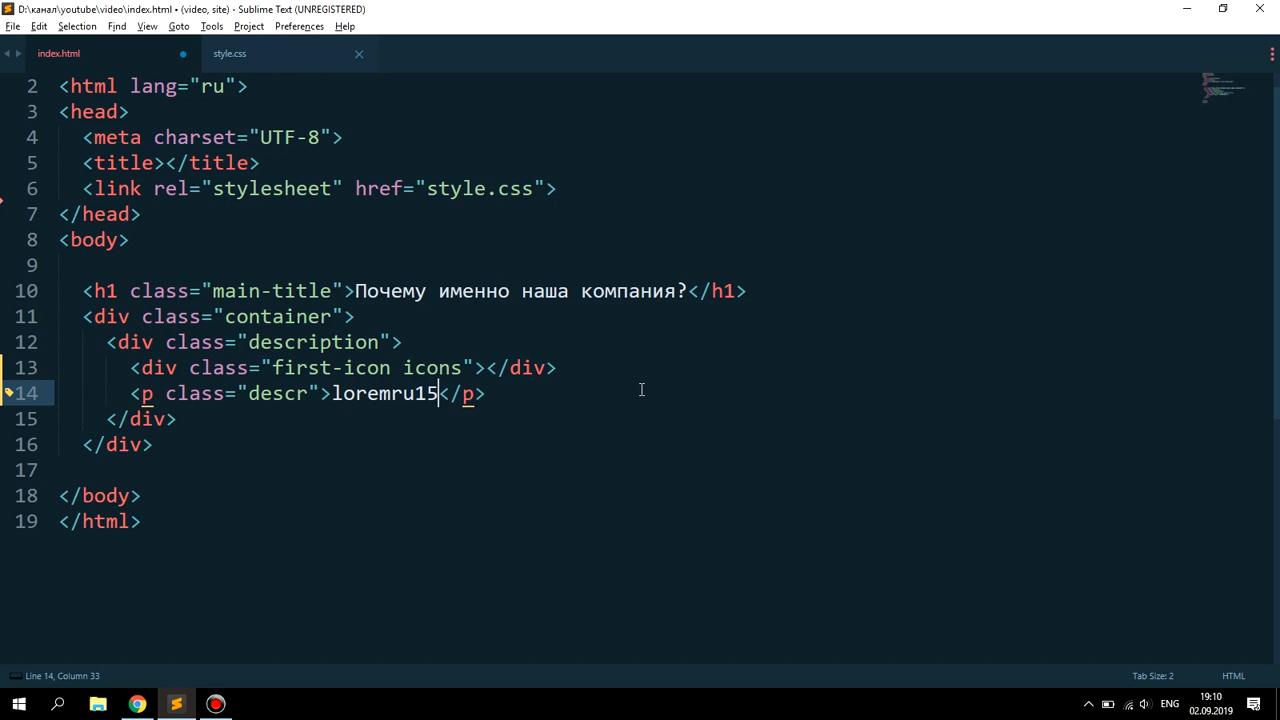 D:\канал\youtube\video\index.html • (video, site) - Sublime Text (UNREGISTERED)
File Edit Selection Find View Goto Tools Project Preferences Help
index.html style.css
2 <html lang="ru">
3 <head>
4 <meta charset="UTF-8">
5 <title></title>
6 <link rel="stylesheet" href="style.css">
7 </head>
8 <body>
9
10 <h1 class="main-title">Почему именно наша компания?</h1>
11 <div class="container">
12 <div class="description">
13 <div class="first-icon icons"></div>
14 <p class="descr">loremru15</p>
15 </div>
16 </div>
17
18 </body>
19 </html>
Line 14, Column 33 Tab Size: 2 HTML
ENG 19:10
02.09.2019